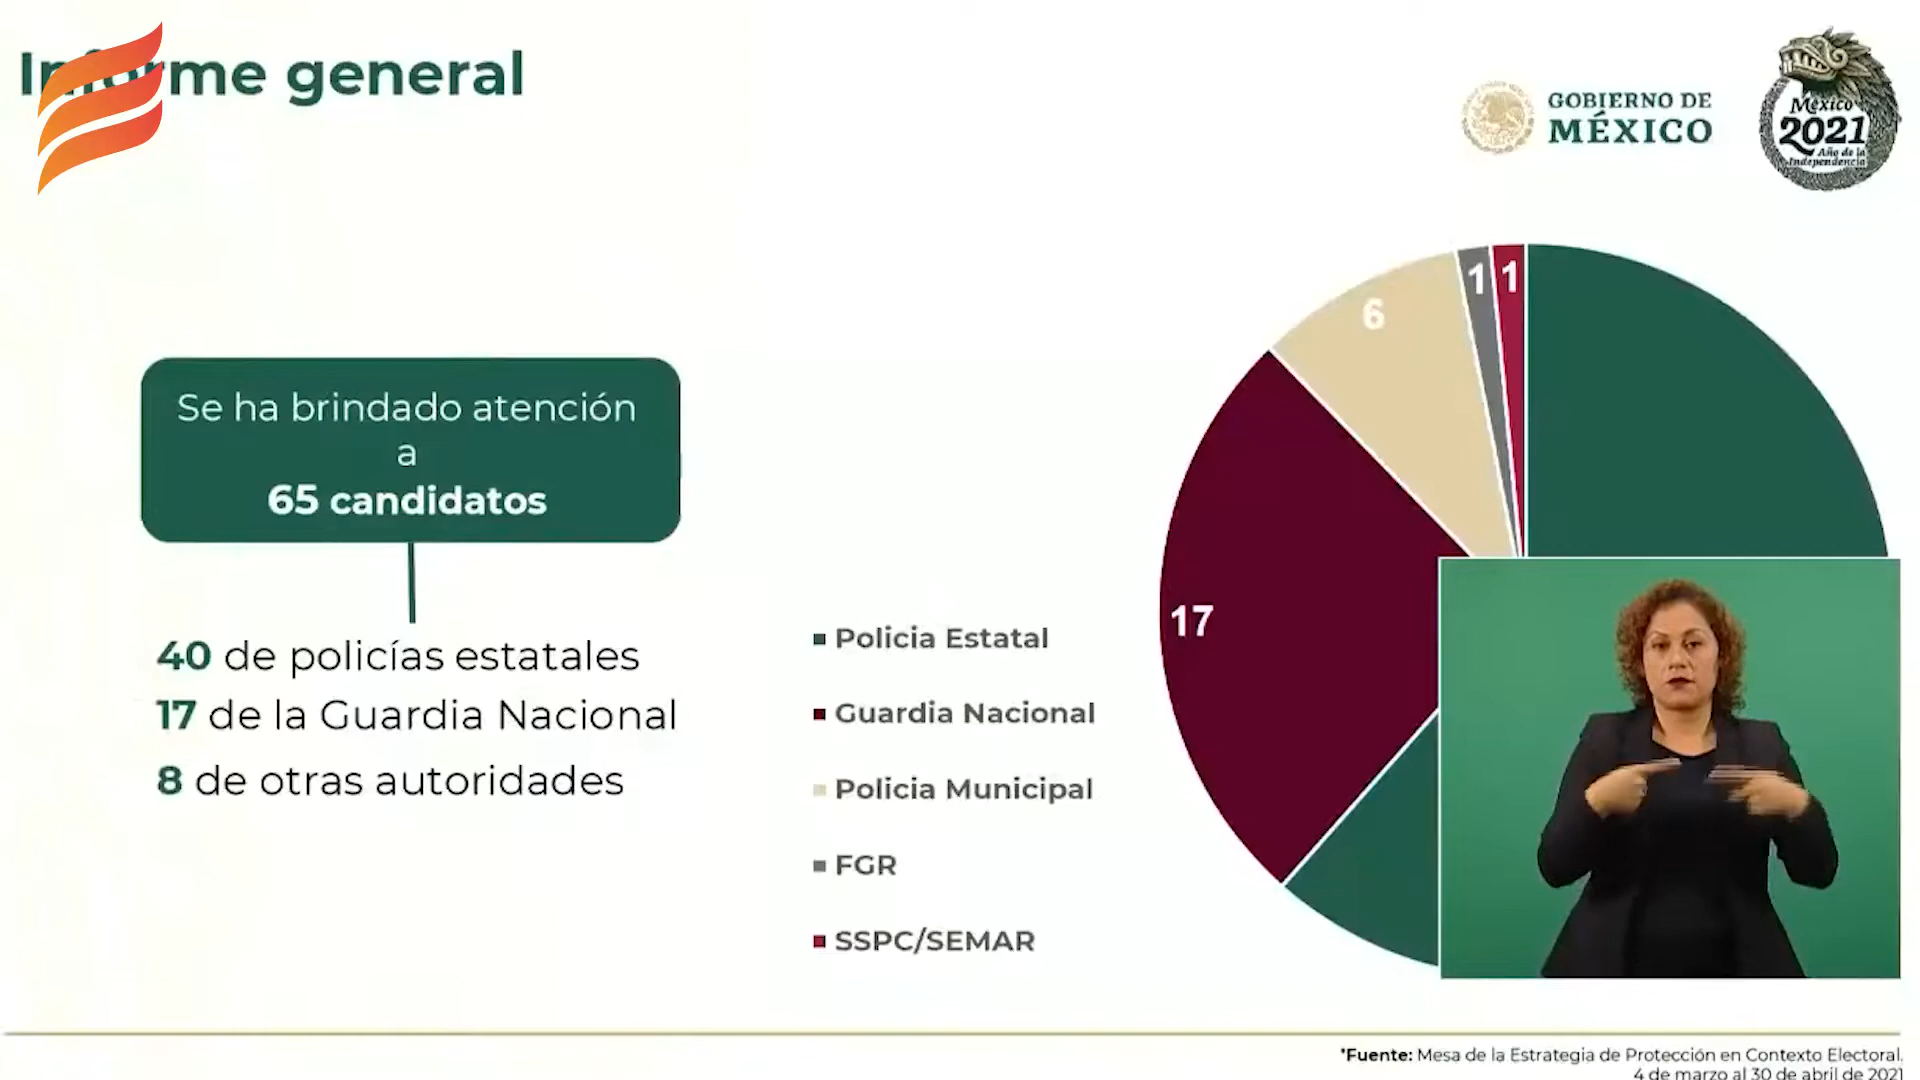 Informe general
GOBIERNO DE
MÉXICO
México
2021
Año de la
Independencia
Se ha brindado atención
a
65 candidatos
40 de policías estatales
17 de la Guardia Nacional
8 de otras autoridades
Policia Estatal
Guardia Nacional
Policia Municipal
FGR
SSPC/SEMAR
6
1
1
17
*Fuente: Mesa de la Estrategia de Protección en Contexto Electoral.
4 de marzo al 30 de abril de 2021